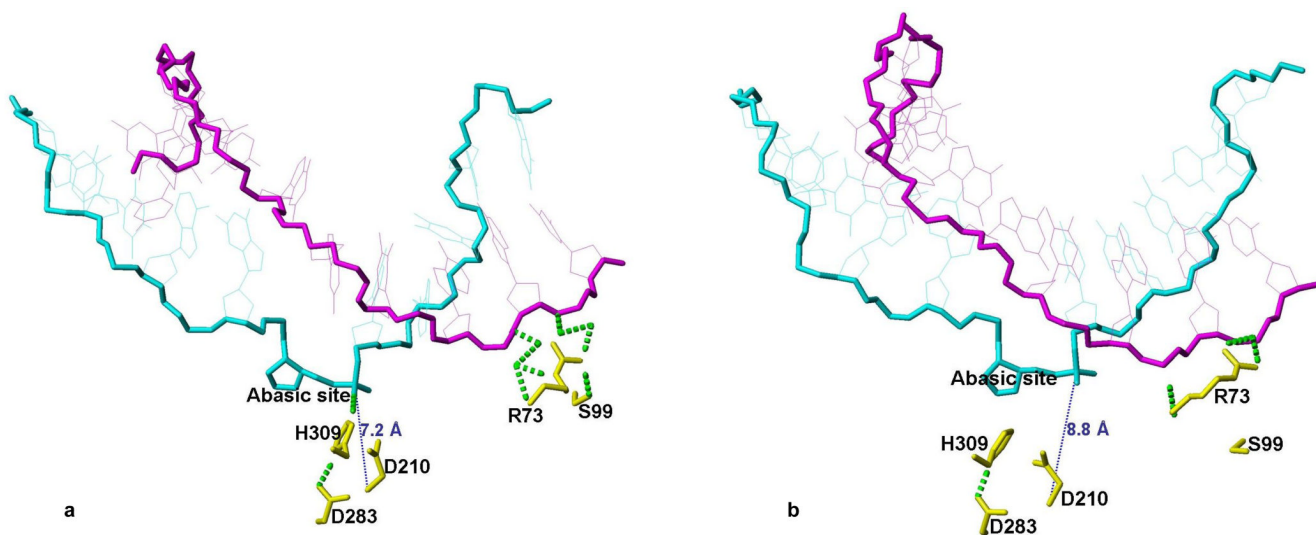 Abasic site
R73
S99
H309
7.2 Å
D210
D283
a
Abasic site
R73
H309
8.8 Å
S99
D210
D283
b